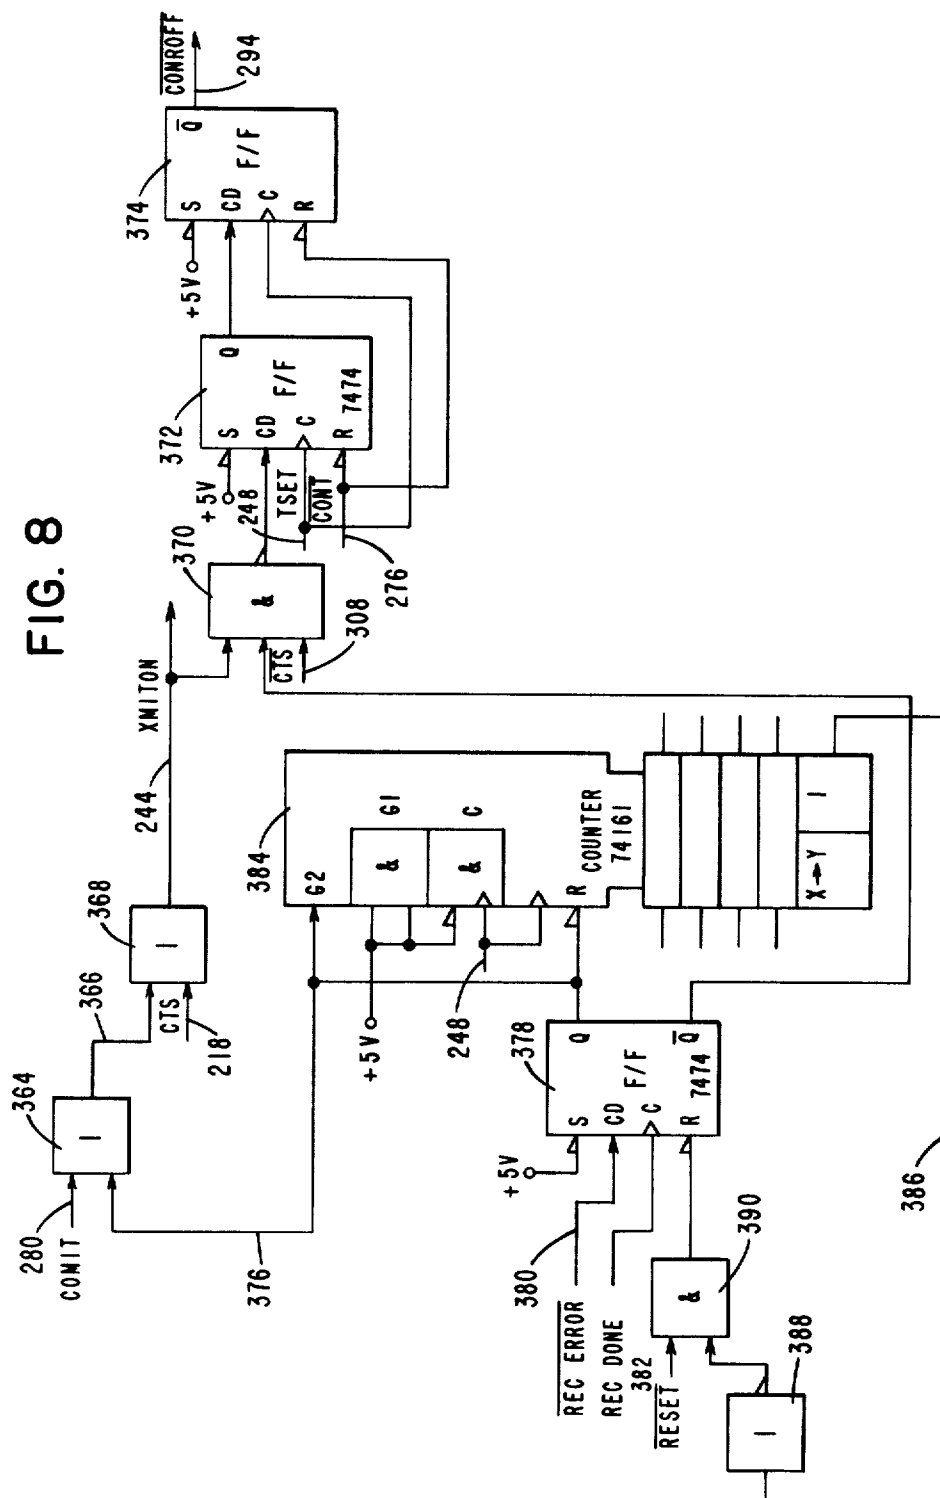 FIG. 8
280
COMIT
364
366
CTS
218
368
244
XMITON
376
370
&
CTS
308
+5V
248
TSET
CONT
276
372
S
CD
C
R
Q
F/F
7474
374
+5V
S
CD
C
R
Q
F/F
CONROFF
294
384
G2
&
G1
&
C
R
COUNTER
74161
X→Y
1
+5V
248
378
S
CD
C
R
Q
Q
F/F
7474
+5V
380
REC ERROR
REC DONE
382
RESET
&
390
388
1
1
1
386